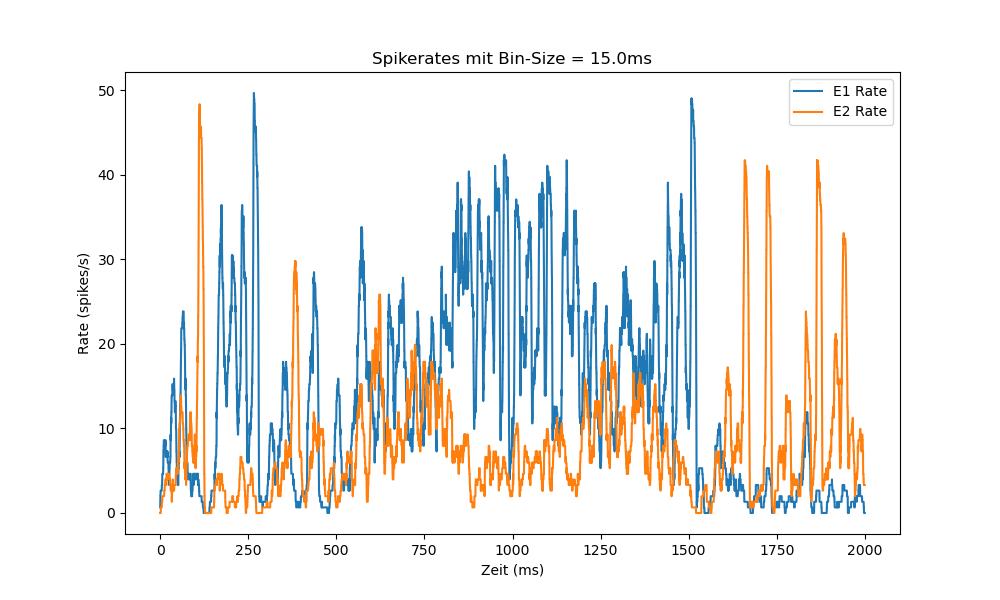 Spikerates mit Bin-Size = 15.0ms
E1 Rate
E2 Rate
50
40
30
20
10
0
Rate (spikes/s)
0 250 500 750 1000 1250 1500 1750 2000
Zeit (ms)